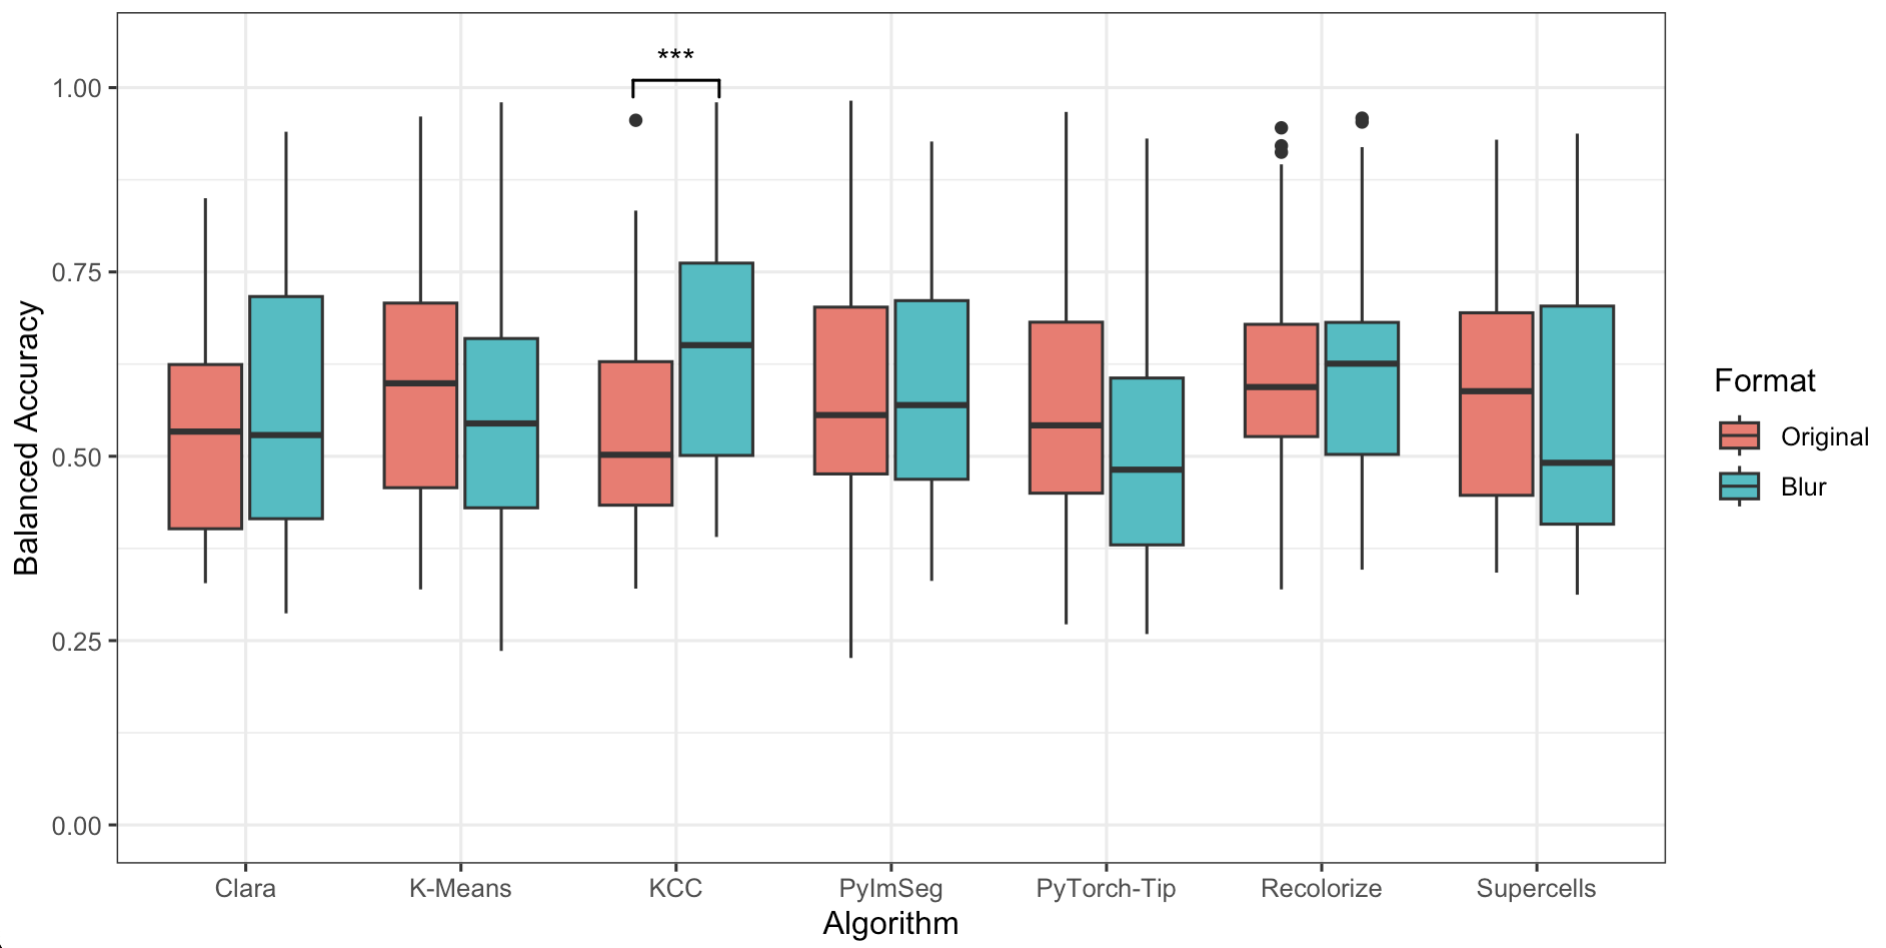 ***
1.00
0.75
0.50
0.25
0.00
Balanced Accuracy
Clara K-Means KCC PyImSeg PyTorch-Tip Recolorize Supercells
Algorithm
Format
Original
Blur